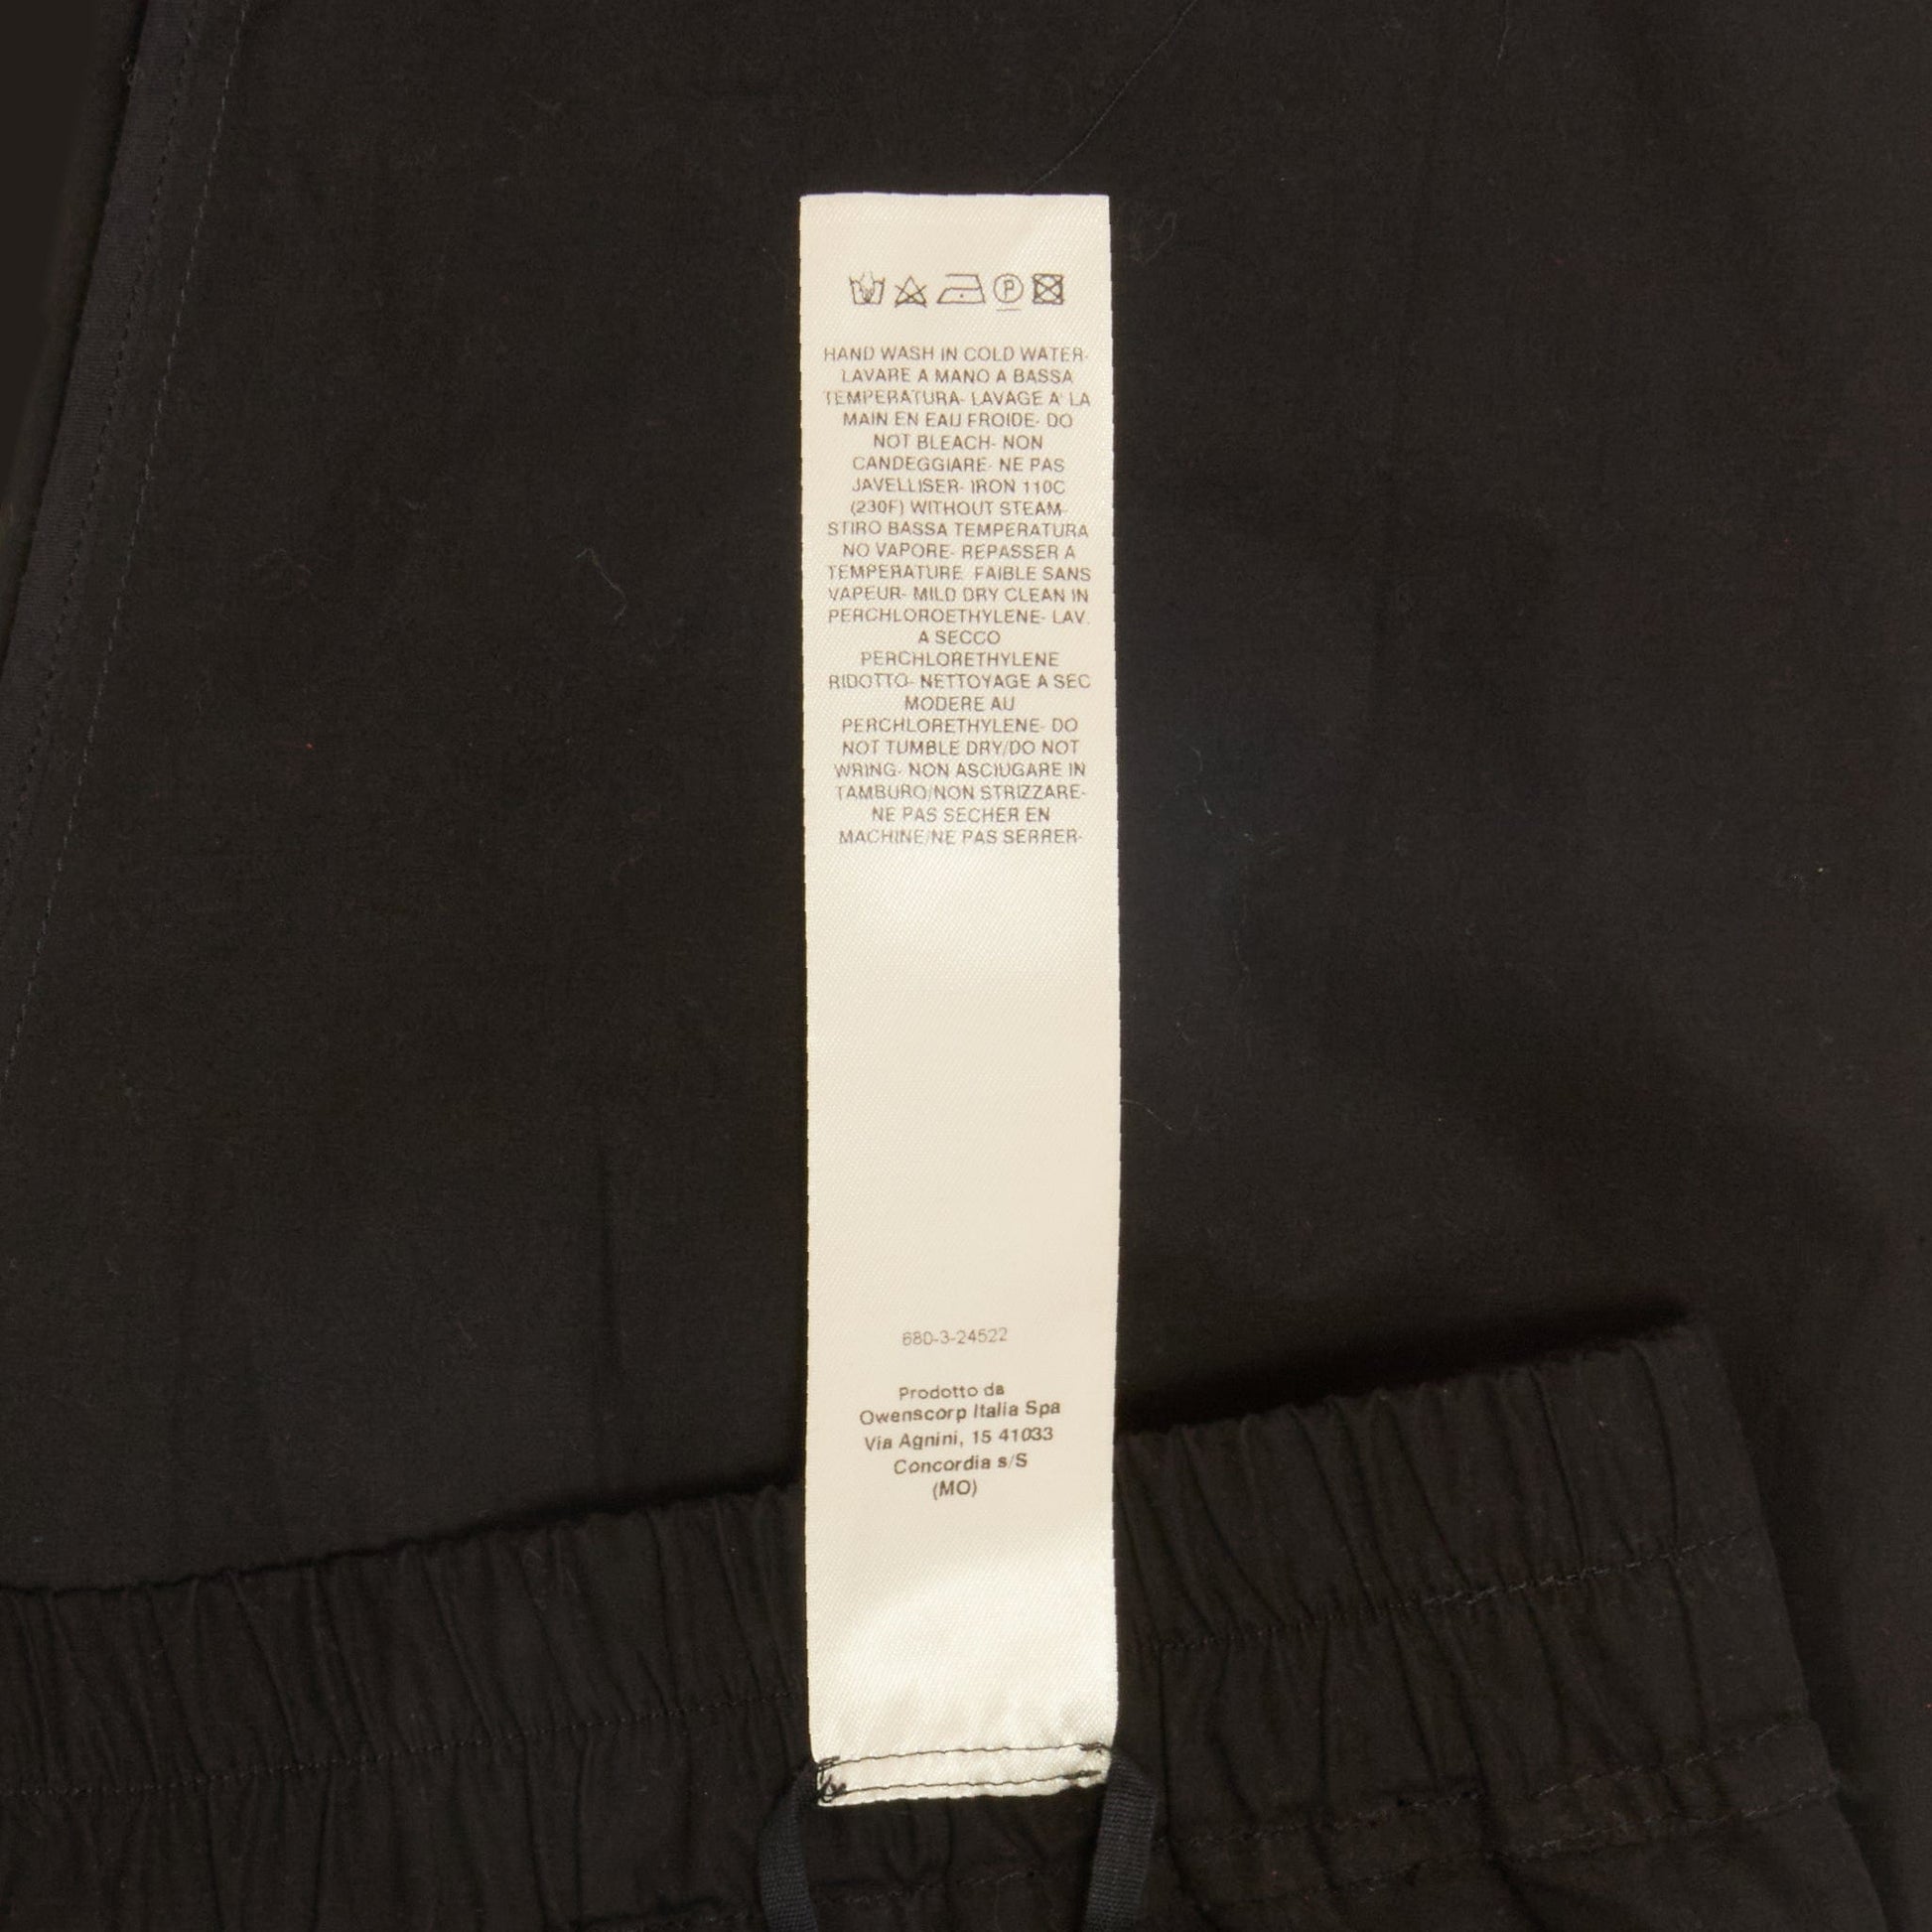 P
HAND WASH IN COLD WATER-
LAVARE A MANO A BASSA
TEMPERATURA- LAVAGE A' LA
MAIN EN EAU FROIDE- DO
NOT BLEACH- NON
CANDEGGIARE- NE PAS
JAVELLISER- IRON 110C
(230F) WITHOUT STEAM-
STIRO BASSA TEMPERATURA
NO VAPORE- REPASSER A
TEMPERATURE FAIBLE SANS
VAPEUR- MILD DRY CLEAN IN
PERCHLOROETHYLENE- LAV.
A SECCO
PERCHLORETHYLENE
RIDOTTO- NETTOYAGE A SEC
MODERE AU
PERCHLORETHYLENE- DO
NOT TUMBLE DRY/DO NOT
WRING- NON ASCIUGARE IN
TAMBURO/NON STRIZZARE-
NE PAS SECHER EN
MACHINE/NE PAS SERRER-
680-3-24522
Prodotto da
Owenscorp Italia Spa
Via Agnini, 15 41033
Concordia s/S
(MO)